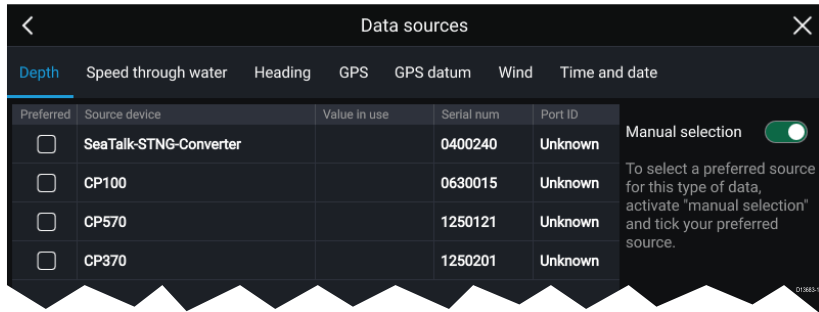 Data sources
Depth Speed through water Heading GPS GPS datum Wind Time and date
Preferred Source device Value in use Serial num Port ID
SeaTalk-STNG-Converter 0400240 Unknown
CP100 0630015 Unknown
CP570 1250121 Unknown
CP370 1250201 Unknown
Manual selection
To select a preferred source
for this type of data,
activate "manual selection"
and tick your preferred
source.
D13683-1